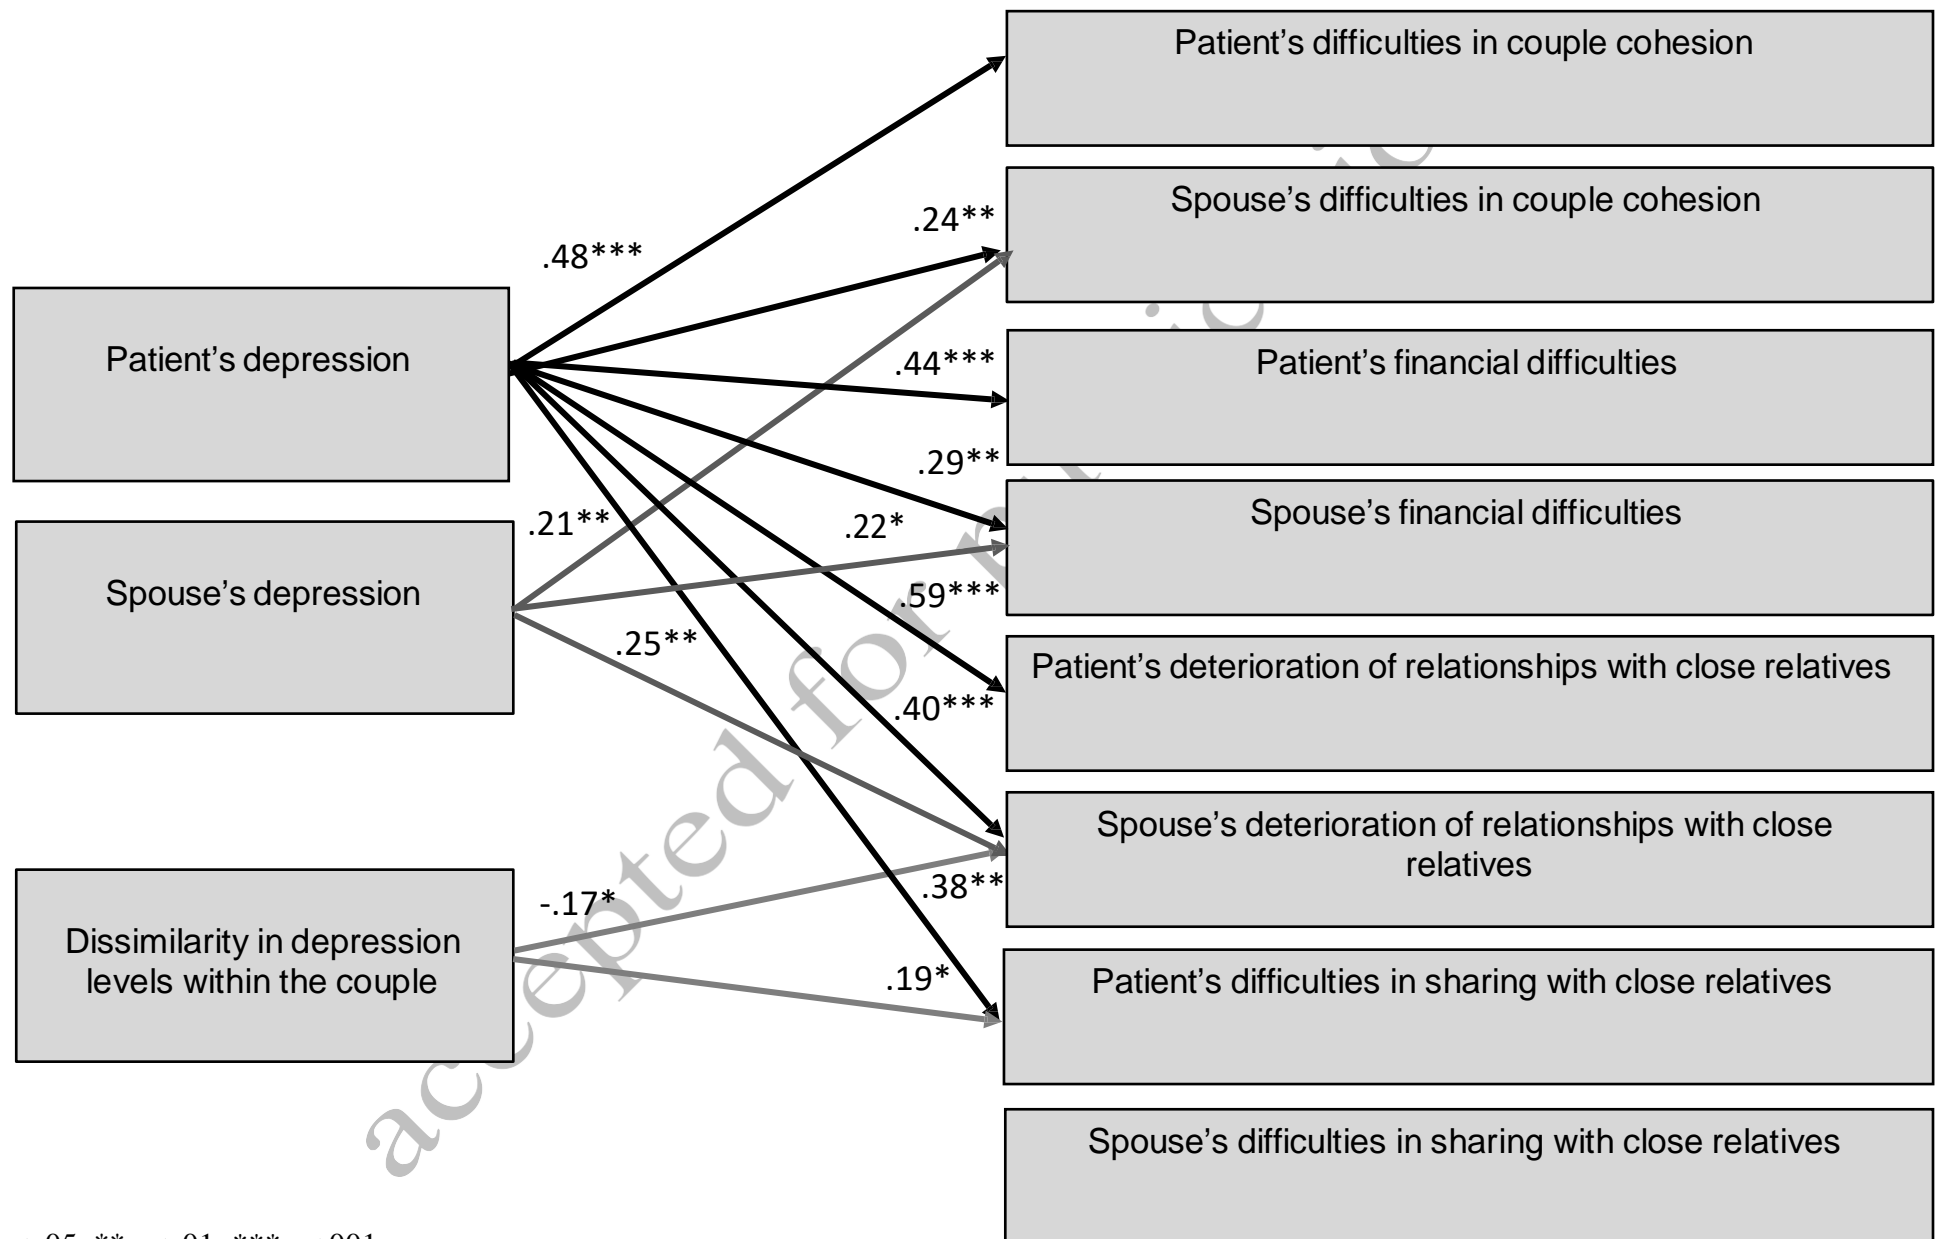 Patient's difficulties in couple cohesion
Spouse's difficulties in couple cohesion
.24**
.48***
Patient's depression
.44***
Patient's financial difficulties
.29**
Spouse's financial difficulties
.21**
.22*
Spouse's depression
.59***
.25**
Patient's deterioration of relationships with close relatives
.40***
Spouse's deterioration of relationships with close
relatives
-.17*
.38**
Dissimilarity in depression
levels within the couple
.19*
Patient's difficulties in sharing with close relatives
Spouse's difficulties in sharing with close relatives
accepted for